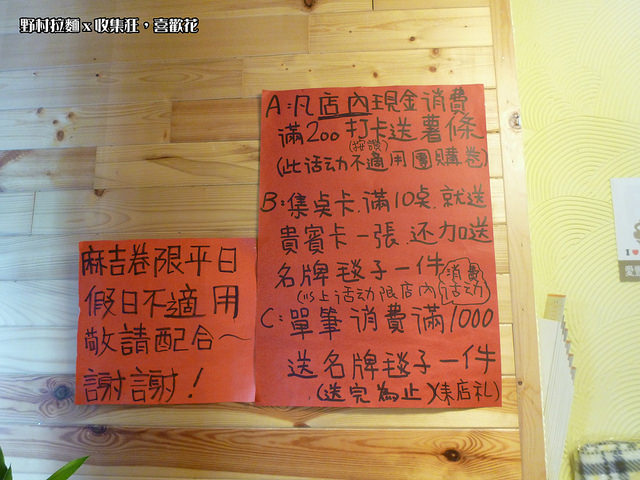 野村拉麵 x 收集狂,喜歡花
A:凡店內現金消費
滿200打卡送薯條
(按讚)
(此活动不適用團購卷)
B:集桌卡.滿10桌.就送
貴賓卡一張.还加送
名牌毯子一件
(以上活动限店內消費活动)
C:單筆消費滿1000
送名牌毯子一件
(送完為止)(來店礼)
麻吉卷限平日
假日不適用
敬請配合~
謝謝!
I